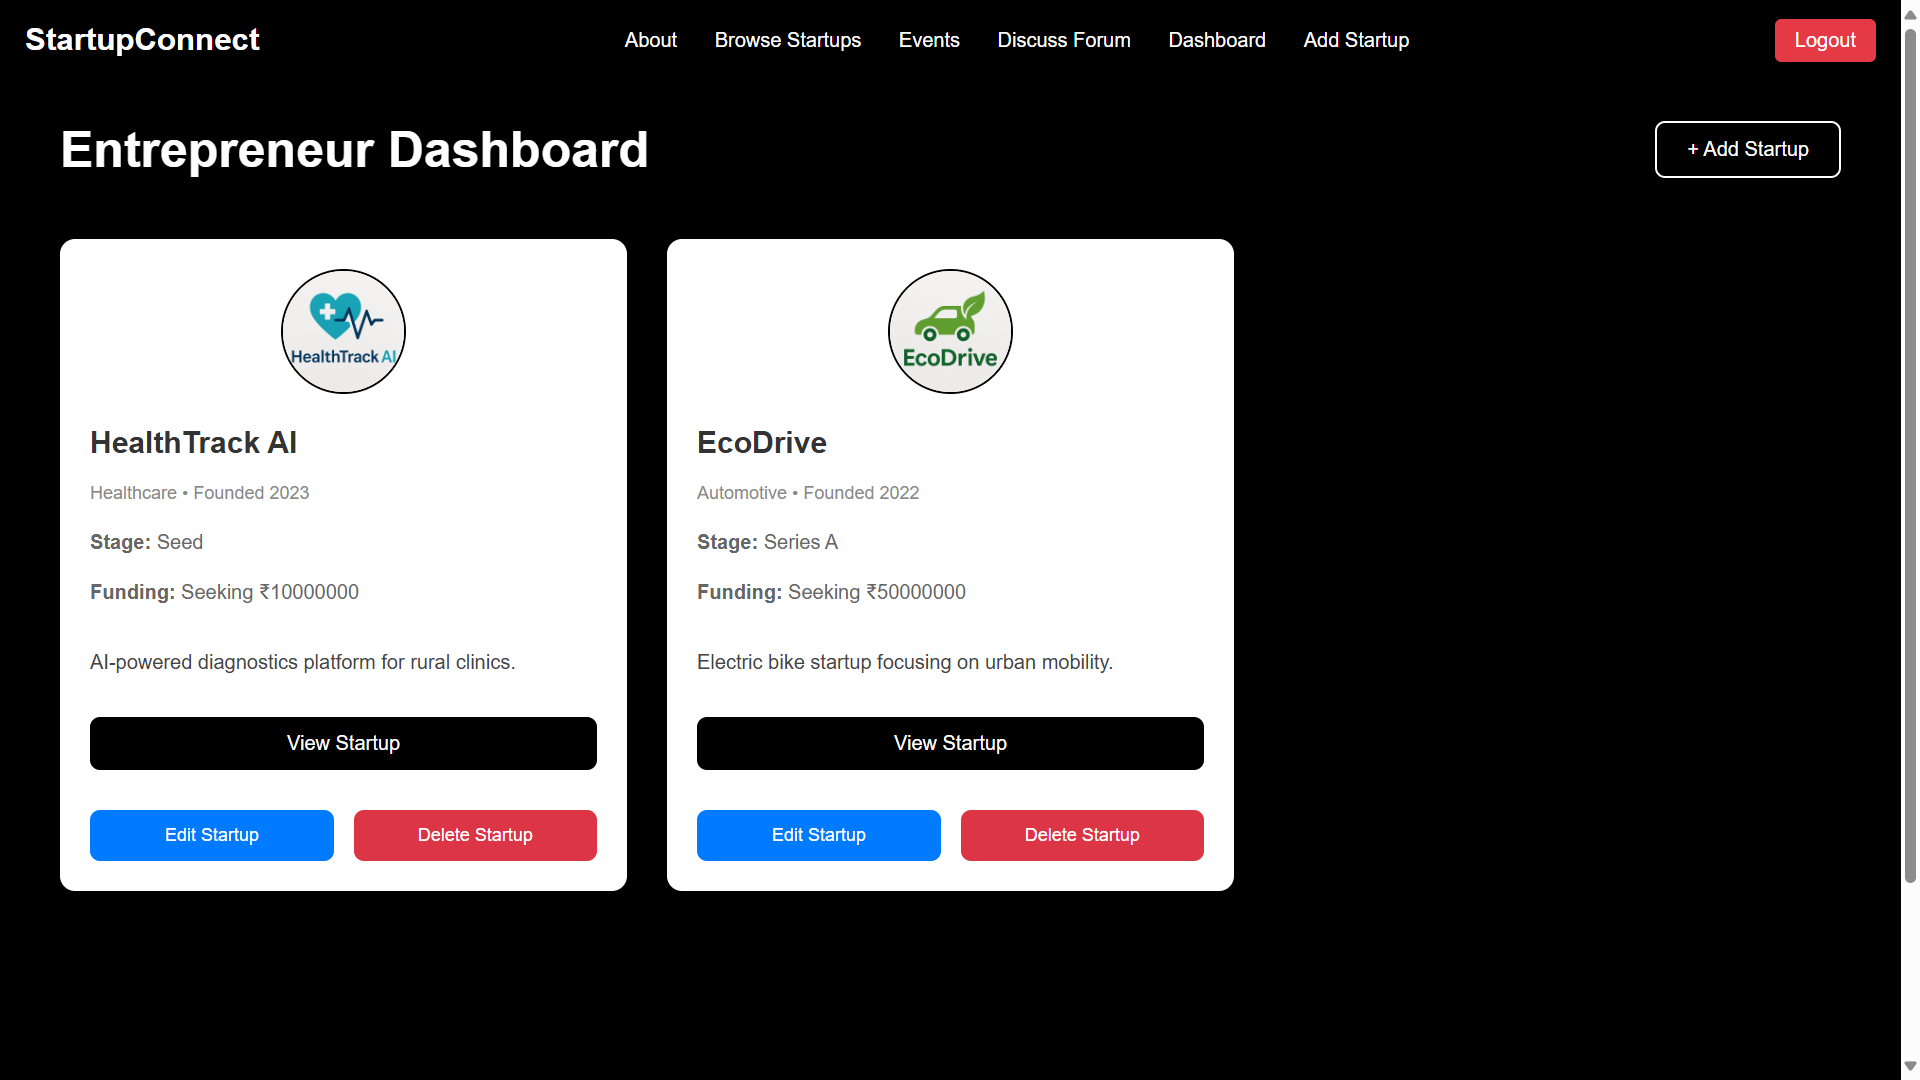 StartupConnect
About
Browse Startups
Events
Discuss Forum
Dashboard
Add Startup
Logout
Entrepreneur Dashboard
+ Add Startup
HealthTrack AI
HealthTrack AI
Healthcare • Founded 2023
Stage: Seed
Funding: Seeking ₹10000000
AI-powered diagnostics platform for rural clinics.
View Startup
Edit Startup
Delete Startup
EcoDrive
EcoDrive
Automotive • Founded 2022
Stage: Series A
Funding: Seeking ₹50000000
Electric bike startup focusing on urban mobility.
View Startup
Edit Startup
Delete Startup